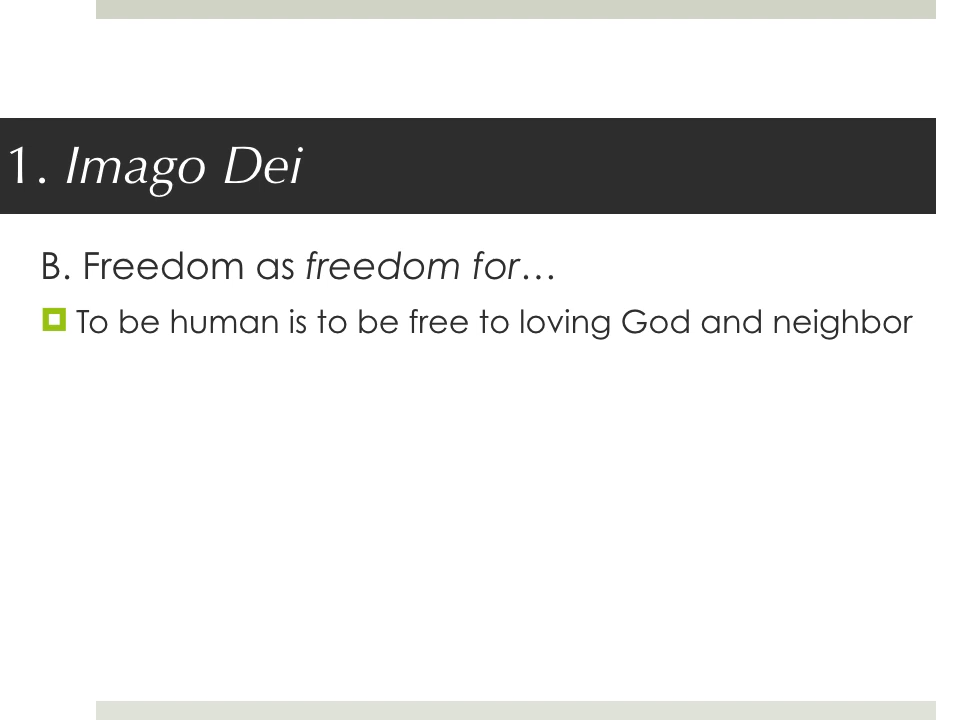 1. Imago Dei
B. Freedom as freedom for…
To be human is to be free to loving God and neighbor